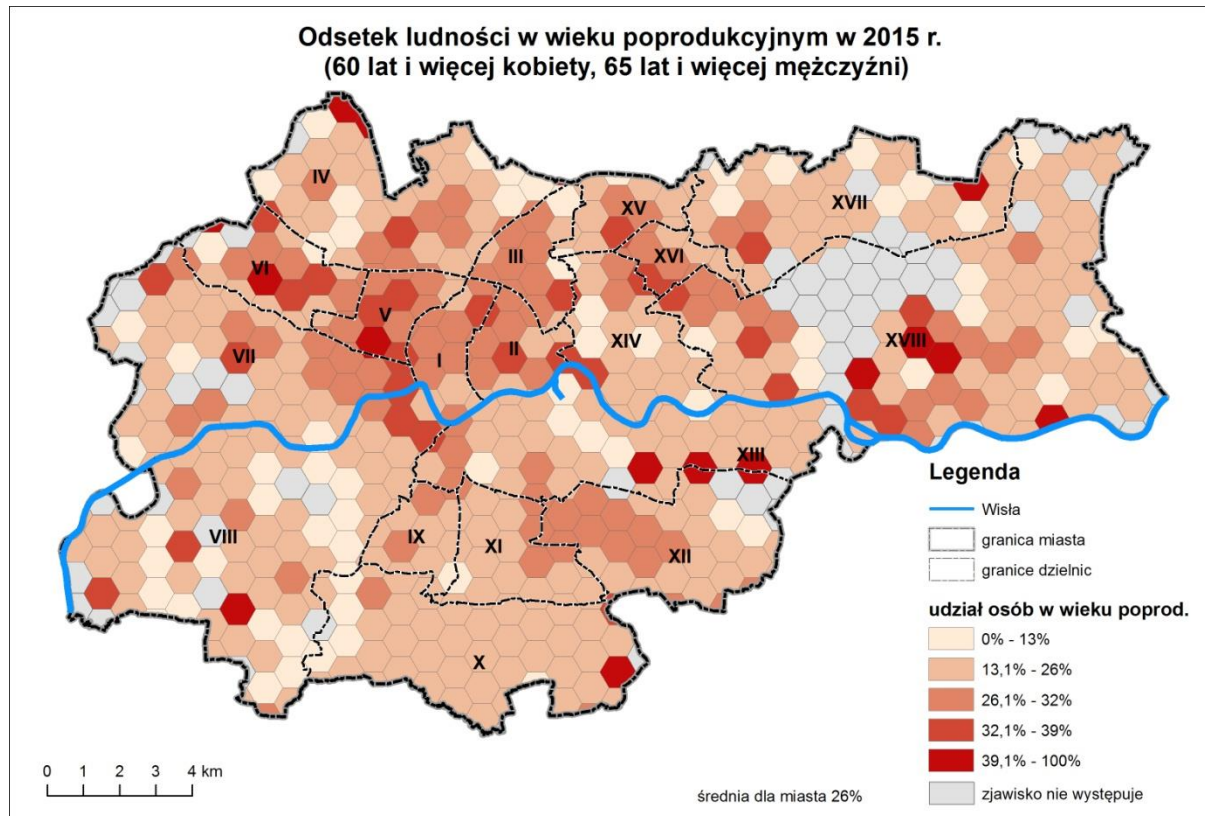 Odsetek ludności w wieku poprodukcyjnym w 2015 r.
(60 lat i więcej kobiety, 65 lat i więcej mężczyźni)
IV
XV
XVII
III
XVI
VI
V
XIV
XVIII
VII
I
II
XIII
VIII
IX
XI
XII
X
Legenda
Wisła
granica miasta
granice dzielnic
udział osób w wieku poprod.
0% - 13%
13,1% - 26%
26,1% - 32%
32,1% - 39%
39,1% - 100%
zjawisko nie występuje
0 1 2 3 4 km
średnia dla miasta 26%